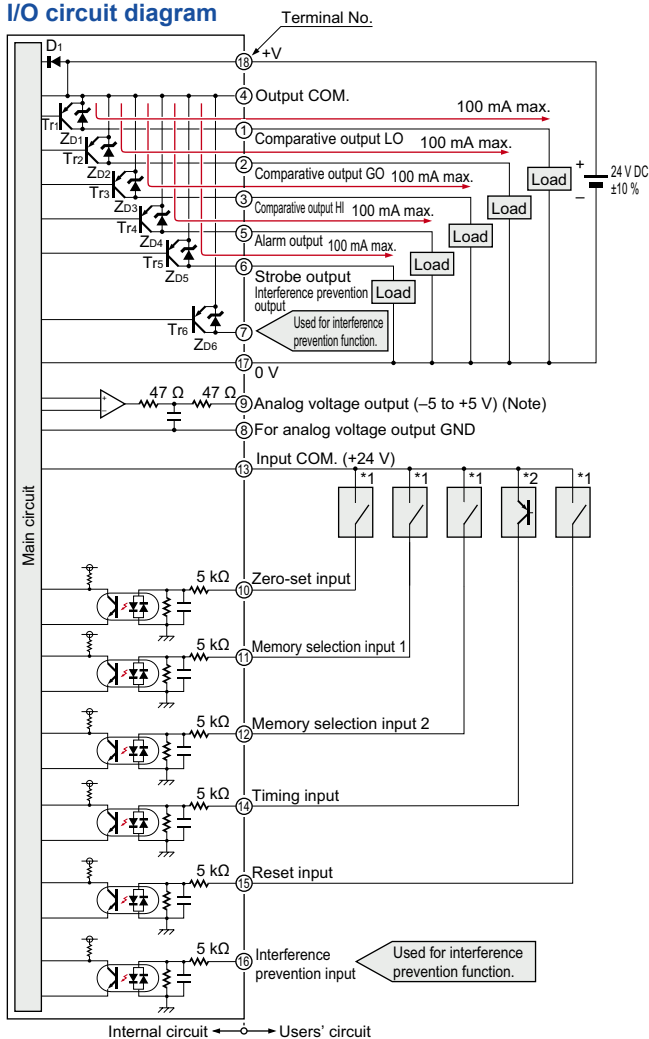 I/O circuit diagram
Terminal No.
D1
18 +V
4 Output COM.
100 mA max.
Tr1
1
ZD1
Comparative output LO 100 mA max.
Tr2
2
ZD2
Comparative output GO 100 mA max.
Load
+
–
24 V DC
±10 %
Tr3
3
ZD3
Comparative output HI 100 mA max.
Load
Tr4
5
ZD4
Alarm output 100 mA max.
Load
Tr5
6
ZD5
Load
Strobe output
Interference prevention
output
Load
Tr6
7
ZD6
Used for interference
prevention function.
17
0 V
47 Ω 47 Ω
+
–
9 Analog voltage output (–5 to +5 V) (Note)
8 For analog voltage output GND
13 Input COM. (+24 V)
*1 *1 *1 *2 *1
Main circuit
5 kΩ
10 Zero-set input
5 kΩ
11 Memory selection input 1
5 kΩ
12 Memory selection input 2
5 kΩ
14 Timing input
5 kΩ
15 Reset input
5 kΩ
16 Interference
prevention input
Used for interference
prevention function.
Internal circuit Users' circuit